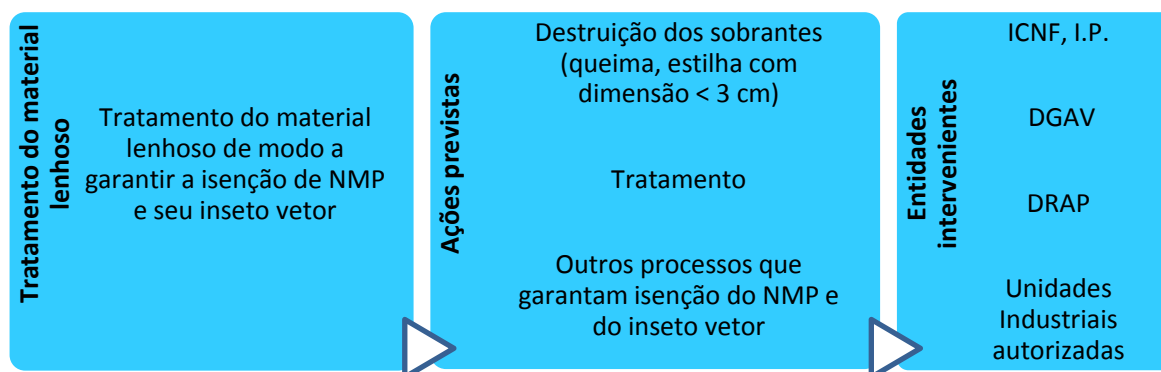 Tratamento do material
lenhoso
Tratamento do material
lenhoso de modo a
garantir a isenção de NMP
e seu inseto vetor
Ações previstas
Destruição dos sobrantes
(queima, estilha com
dimensão < 3 cm)
Tratamento
Outros processos que
garantam isenção do NMP e
do inseto vetor
Entidades
intervenientes
ICNF, I.P.
DGAV
DRAP
Unidades
Industriais
autorizadas